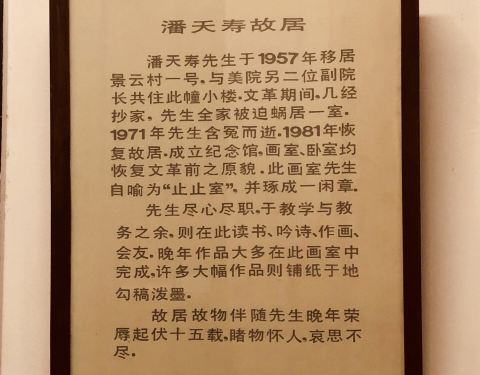 潘天寿故居
潘天寿先生于1957年移居
景云村一号,与美院另二位副院
长共住此幢小楼.文革期间,几经
抄家,先生全家被迫蜗居一室.
1971年先生含冤而逝.1981年恢
复故居.成立纪念馆,画室、卧室均
恢复文革前之原貌.此画室先生
自喻为“止止室”,并琢成一闲章.
先生尽心尽职,于教学与教
务之余,则在此读书、吟诗、作画、
会友.晚年作品大多在此画室中
完成,许多大幅作品则铺纸于地
勾稿泼墨.
故居故物伴随先生晚年荣
辱起伏十五载,睹物怀人,哀思不
尽.